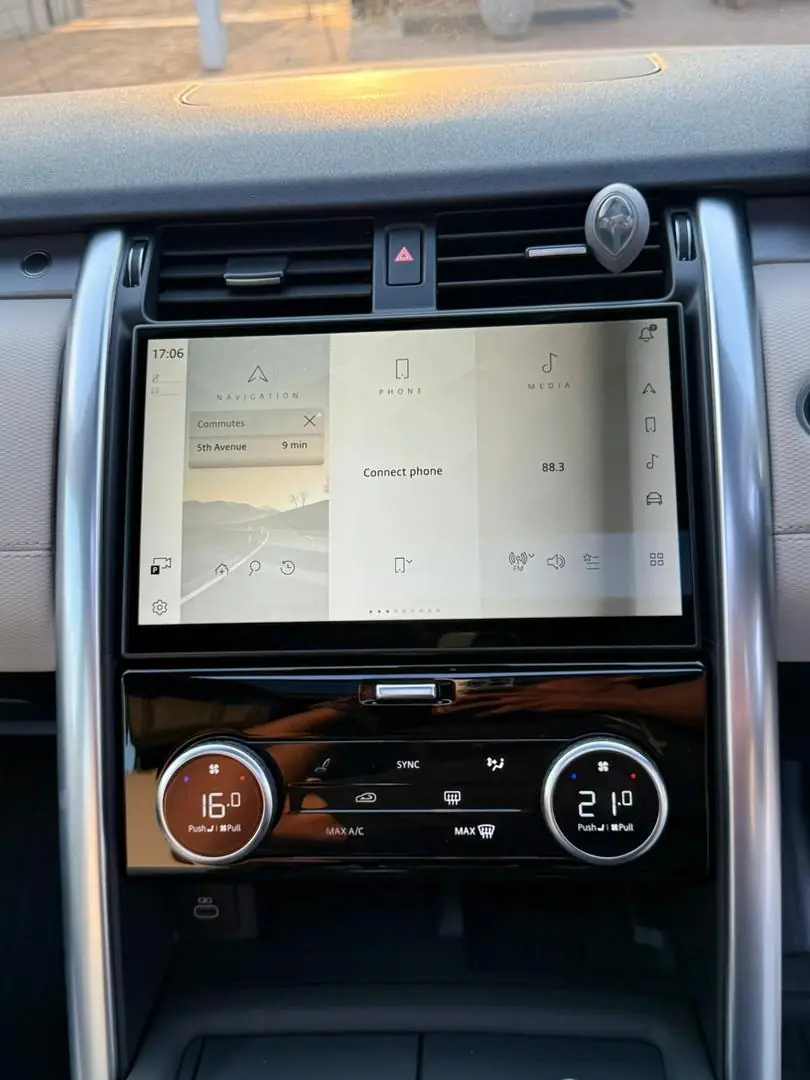 17:06
NAVIGATION
Commutes
5th Avenue 9 min
PHONE
Connect phone
MEDIA
88.3
FM
P
SYNC
16.0
Push Pull
MAX A/C
MAX
21.0
Push Pull